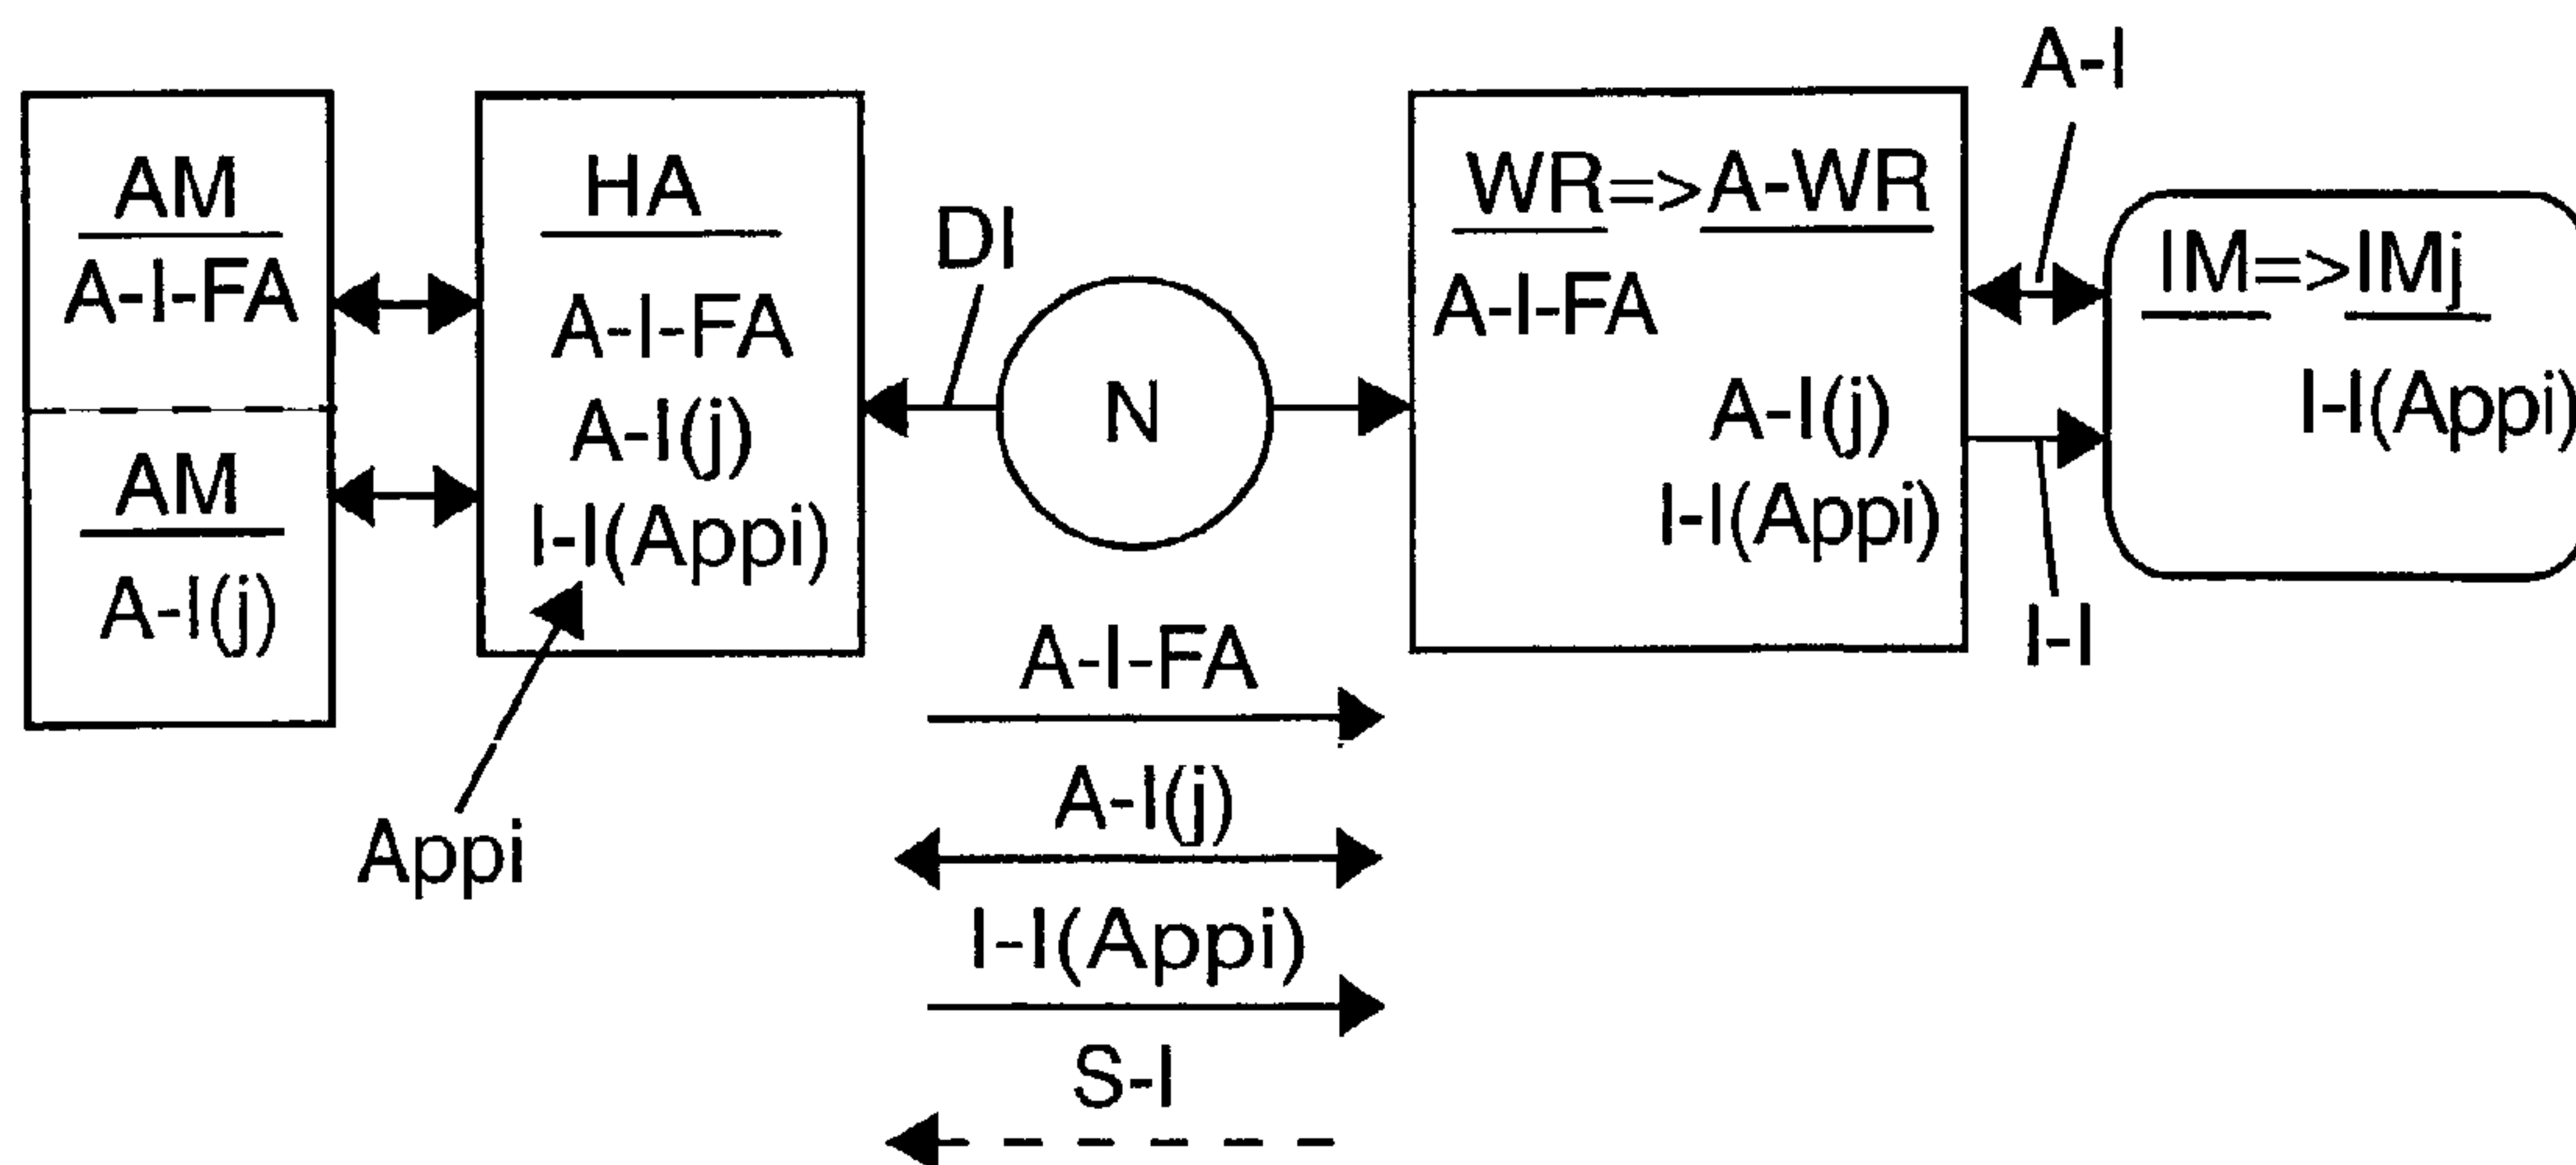 AM
A-I-FA
AM
A-I(j)
HA
A-I-FA
A-I(j)
I-I(Appi)
Appi
DI
N
A-I-FA
A-I(j)
I-I(Appi)
S-I
WR=>A-WR
A-I-FA
A-I(j)
I-I(Appi)
A-I
I-I
IM=>IMj
I-I(Appi)